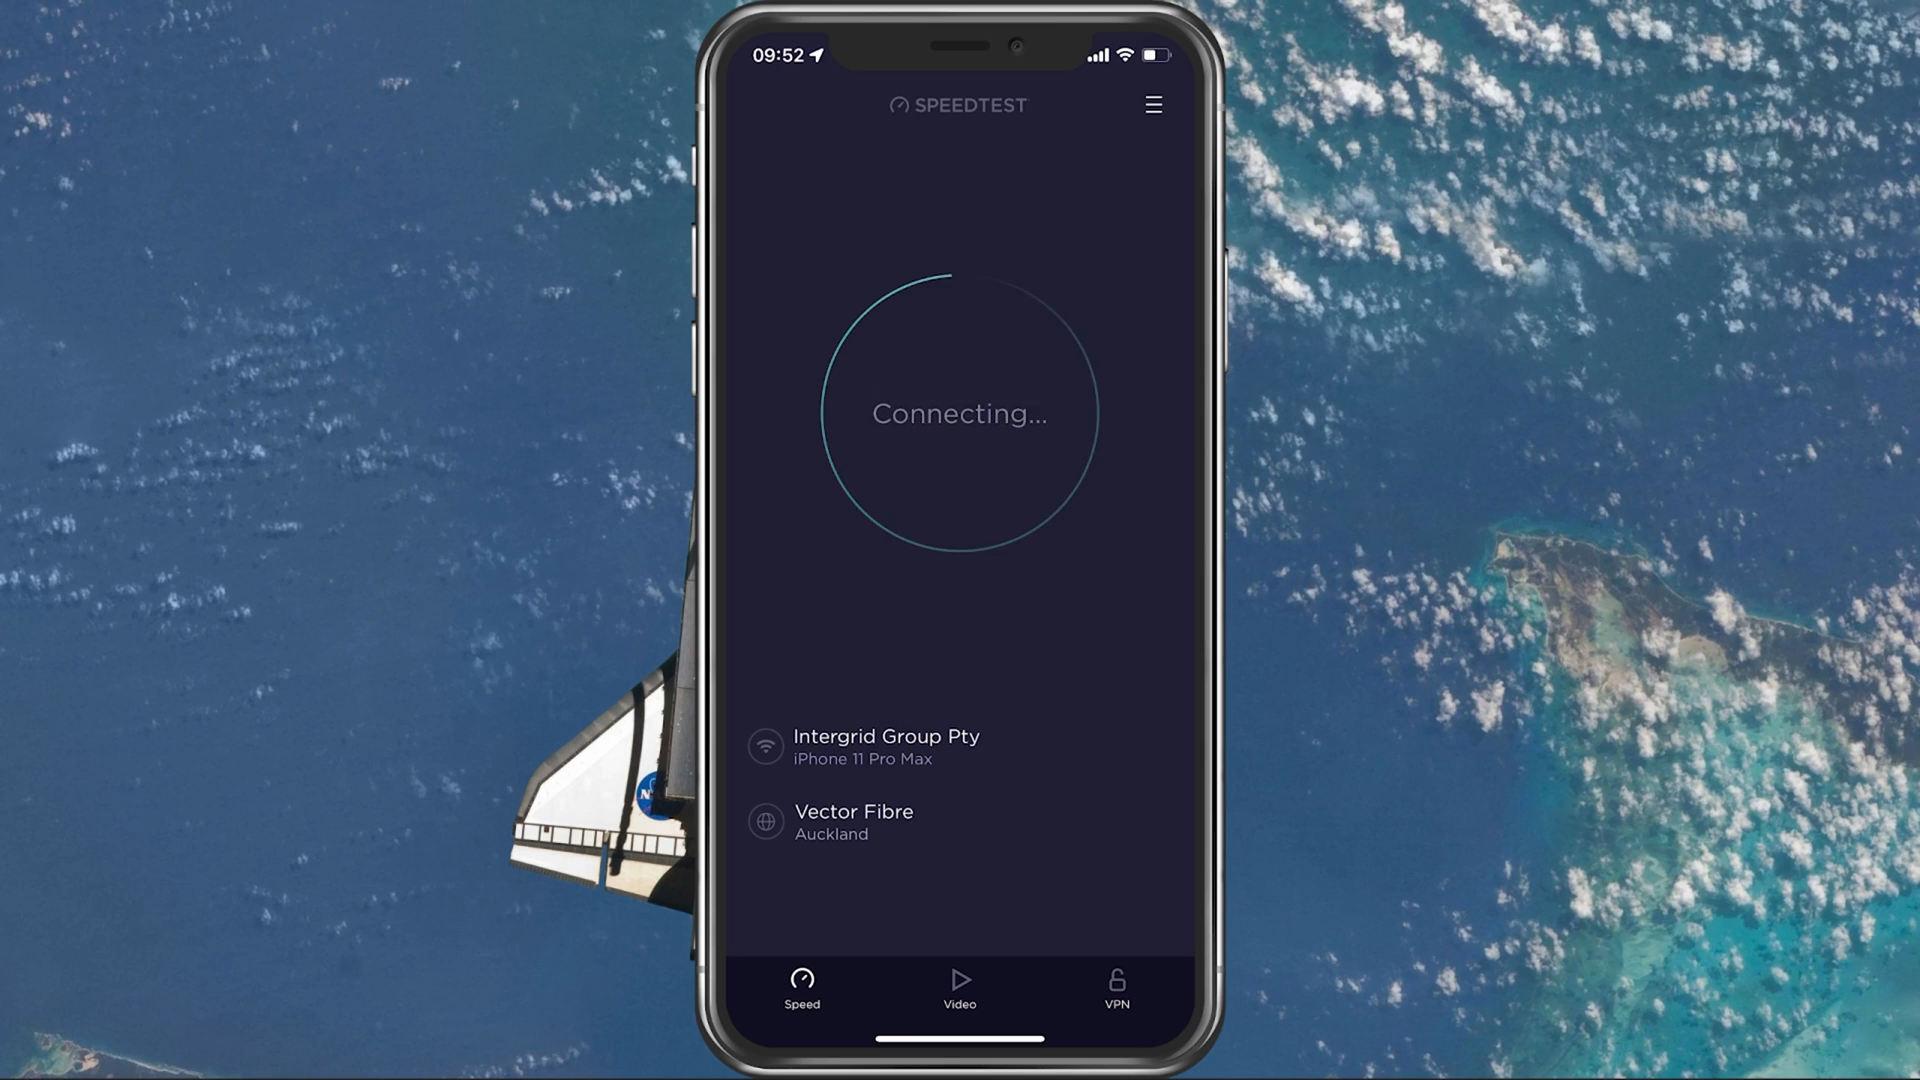 09:52
SPEEDTEST
Connecting...
Intergrid Group Pty
iPhone 11 Pro Max
Vector Fibre
Auckland
Speed
Video
VPN